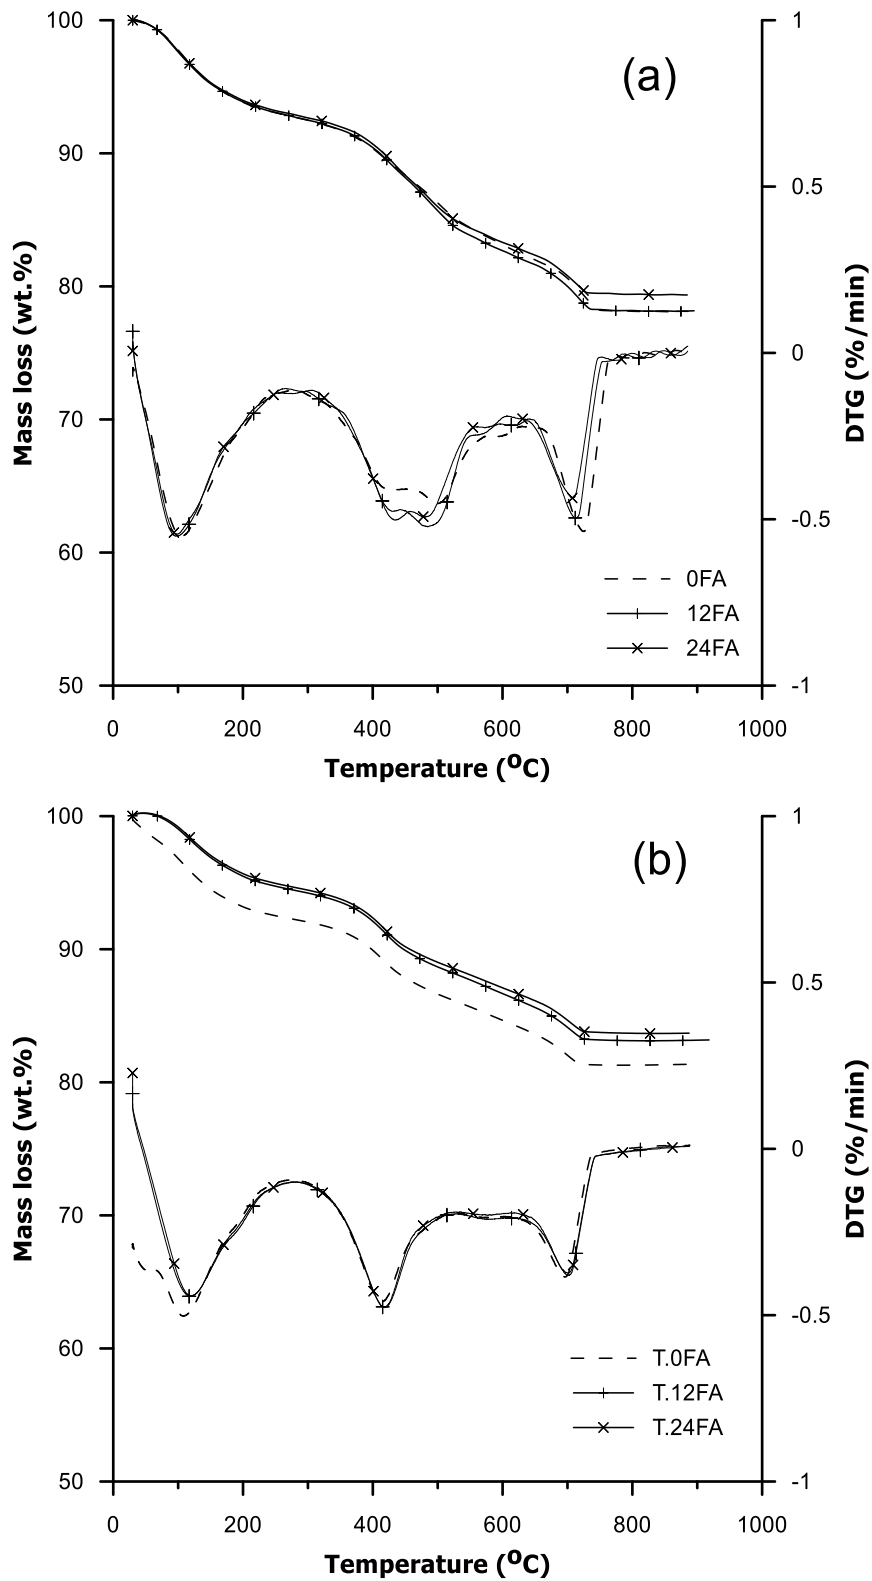 100
90
80
70
60
50
Mass loss (wt.%)
1
0.5
0
-0.5
-1
DTG (%/min)
(a)
0FA
12FA
24FA
0 200 400 600 800 1000
Temperature (ºC)
100
90
80
70
60
50
Mass loss (wt.%)
1
0.5
0
-0.5
-1
DTG (%/min)
(b)
T.0FA
T.12FA
T.24FA
0 200 400 600 800 1000
Temperature (ºC)